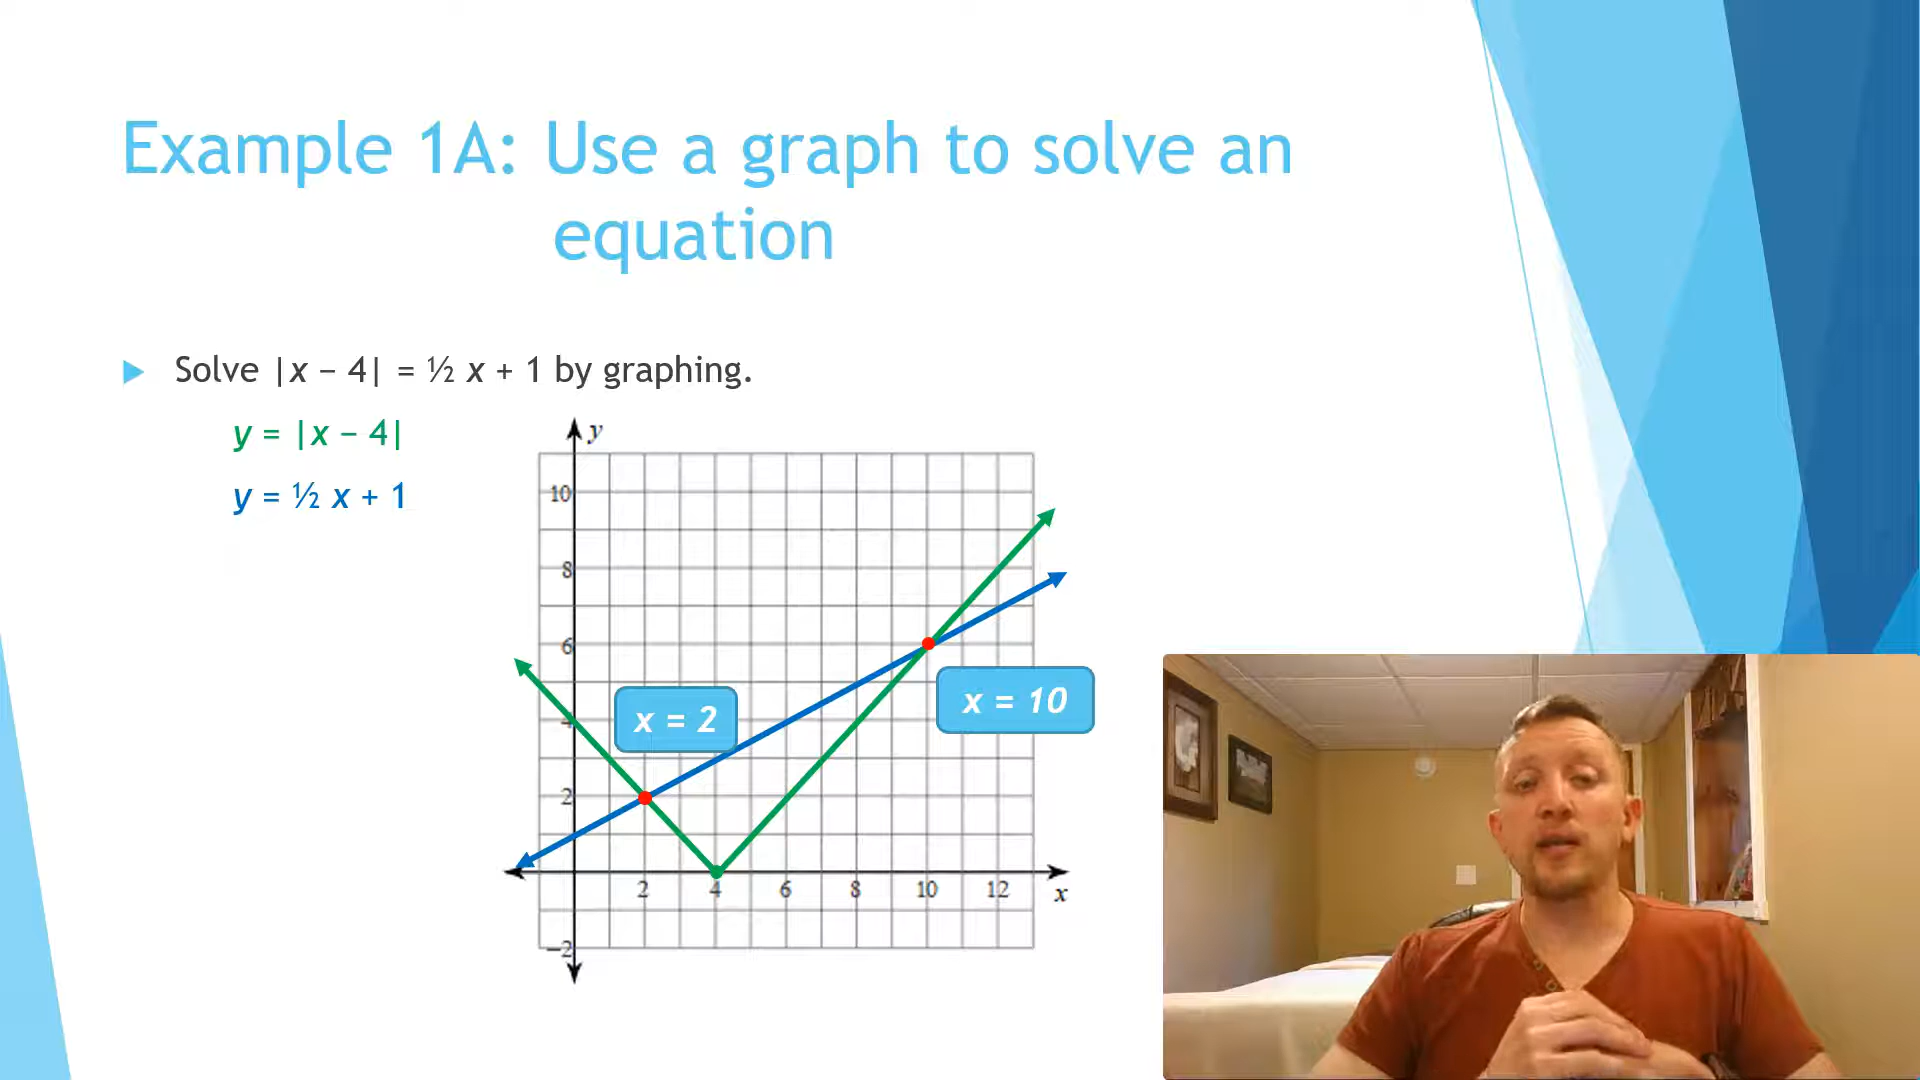 Example 1A: Use a graph to solve an
equation
Solve |x − 4| = ½ x + 1 by graphing.
y = |x − 4|
y = ½ x + 1
y
10
8
6
4
2
−2
2 4 6 8 10 12 x
x = 2
x = 10